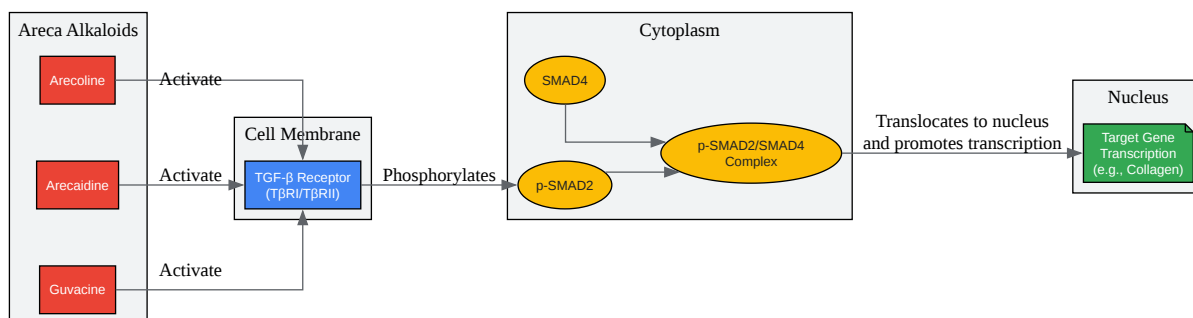 Areca Alkaloids
Arecoline
Arecaidine
Guvacine
Activate
Activate
Activate
Cell Membrane
TGF-β Receptor
(TβRI/TβRII)
Phosphorylates
Cytoplasm
SMAD4
p-SMAD2
p-SMAD2/SMAD4
Complex
Translocates to nucleus
and promotes transcription
Nucleus
Target Gene
Transcription
(e.g., Collagen)